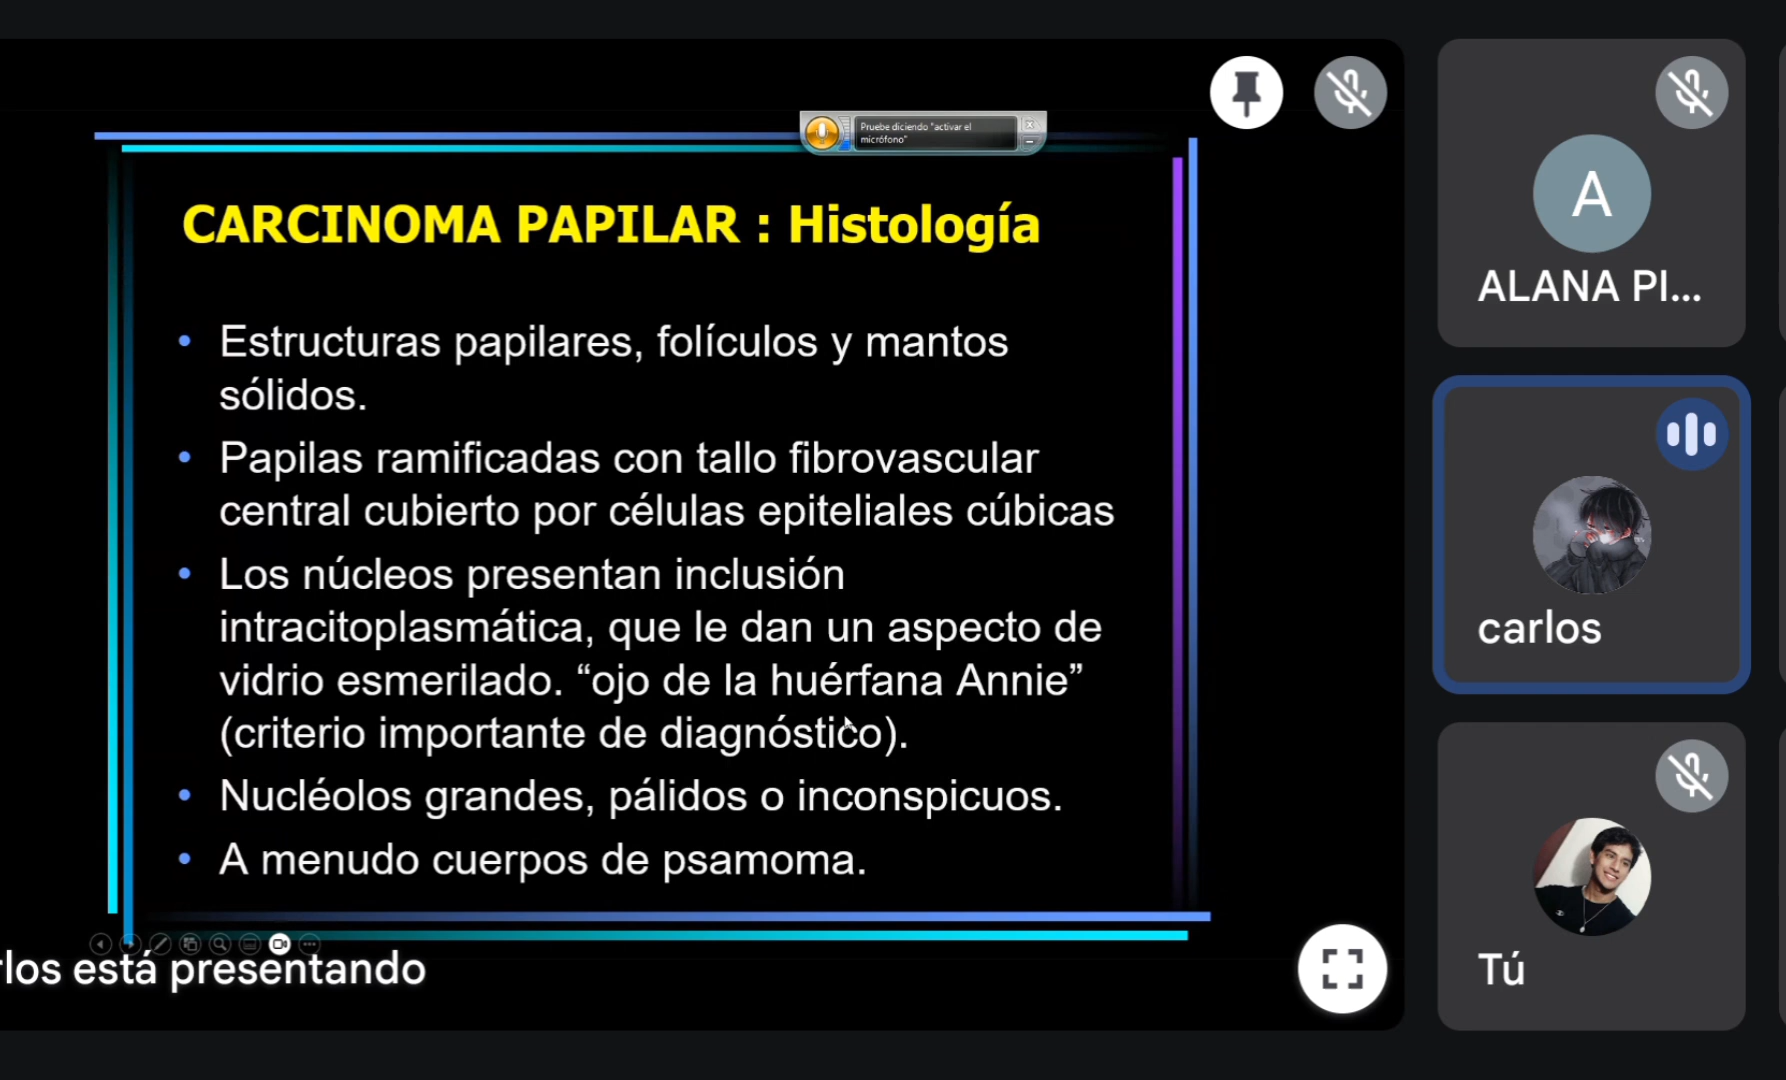 Pruebe diciendo "activar el
micrófono"
CARCINOMA PAPILAR : Histología
• Estructuras papilares, folículos y mantos
sólidos.
• Papilas ramificadas con tallo fibrovascular
central cubierto por células epiteliales cúbicas
• Los núcleos presentan inclusión
intracitoplasmática, que le dan un aspecto de
vidrio esmerilado. “ojo de la huérfana Annie”
(criterio importante de diagnóstico).
• Nucléolos grandes, pálidos o inconspicuos.
• A menudo cuerpos de psamoma.
rlos está presentando
A
ALANA PI...
carlos
Tú